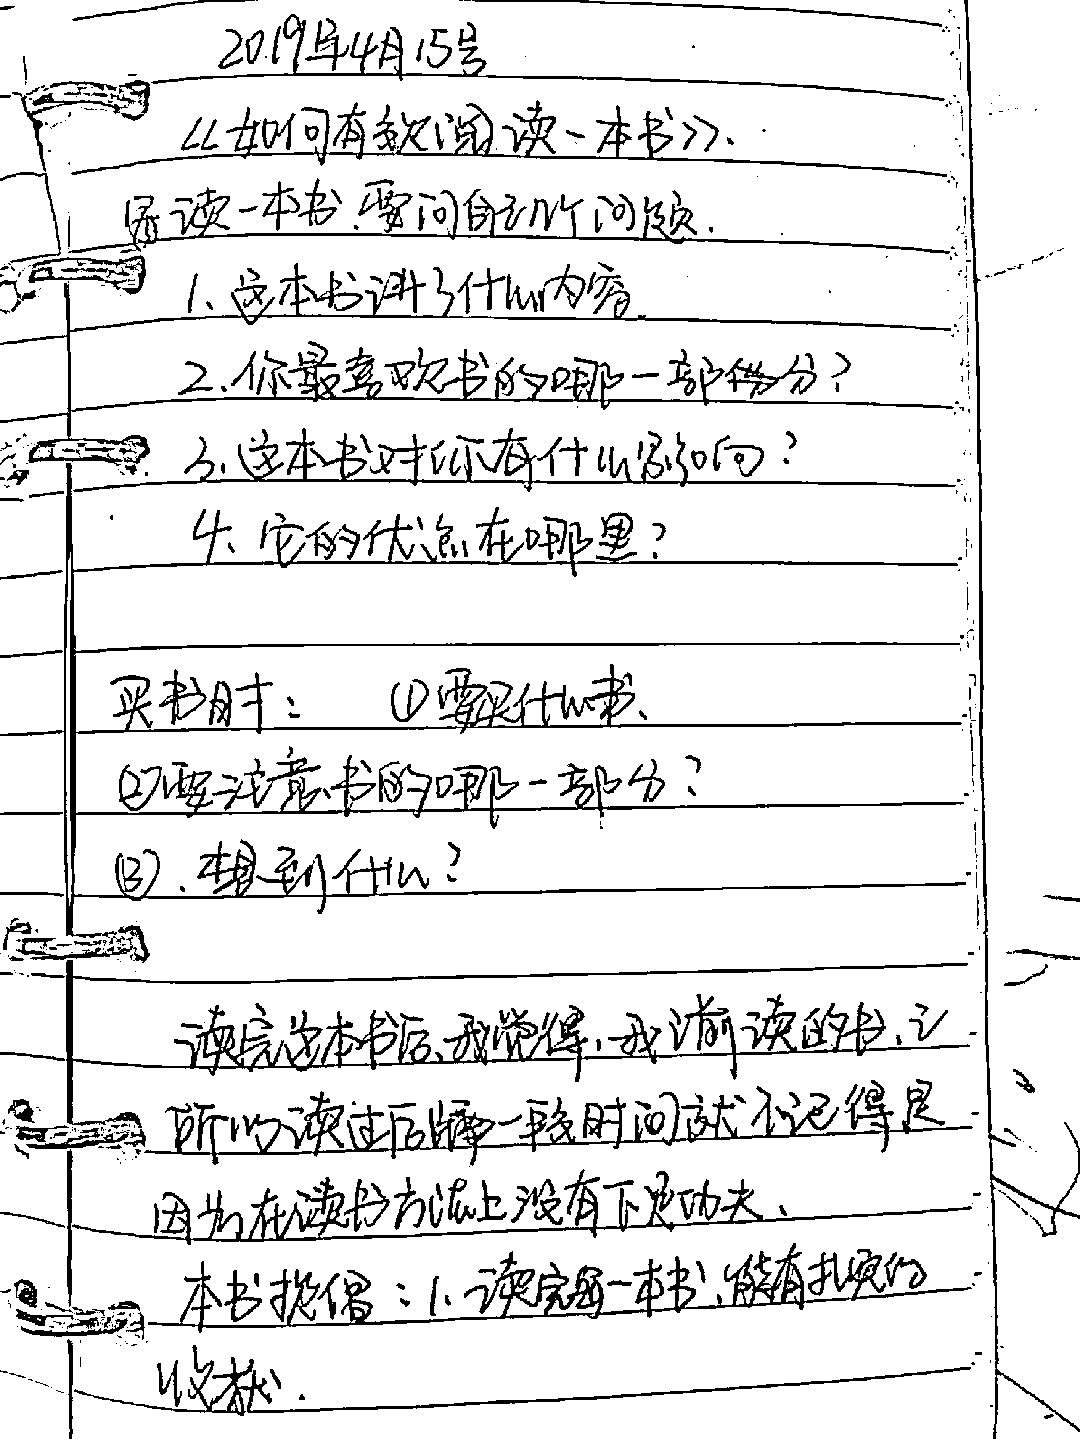 2019年4月15号
《如何有效阅读一本书》.
每读一本书.要问自己几个问题.
1、这本书讲了什么内容.
2.你最喜欢书的哪一部分?
3.这本书对你有什么影响?
4、它的优点在哪里?
买书时: ①要买什么书、
②要注意书的哪一部分?
③.想到什么?
读完这本书后、我觉得,我之前读的书、之
所以读过后隔一段时间就不记得是
因为在读书方法上没有下足功夫、
本书提倡:1、读完每一本书、能有扎实的
收获.